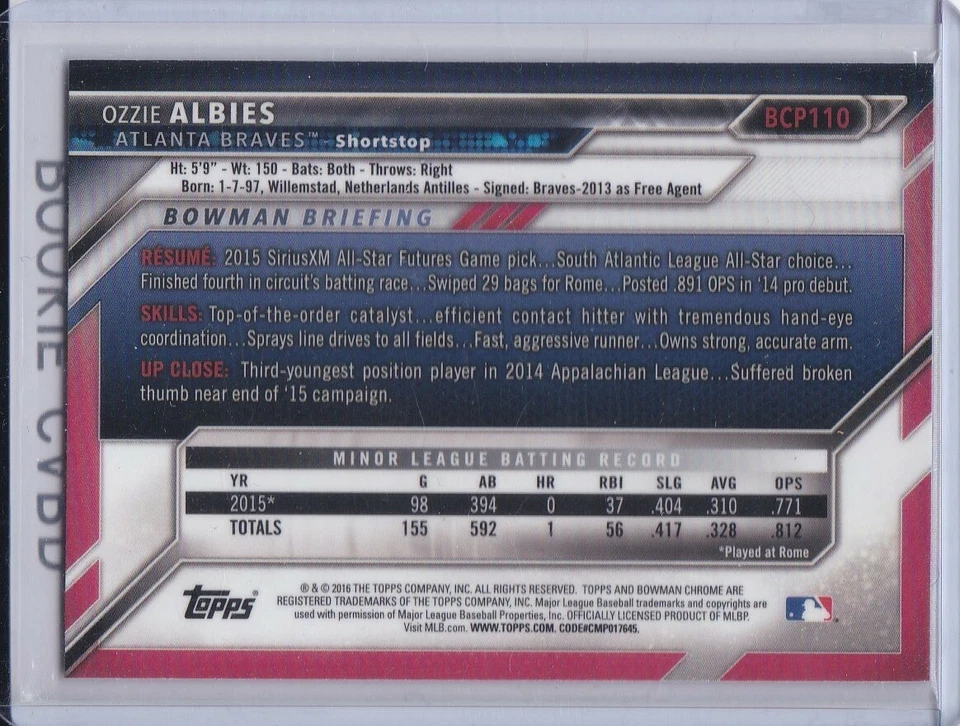 OZZIE ALBIES
BCP110
ATLANTA BRAVES™ - Shortstop
Ht: 5'9" - Wt: 150 - Bats: Both - Throws: Right
Born: 1-7-97, Willemstad, Netherlands Antilles - Signed: Braves-2013 as Free Agent
BOWMAN BRIEFING
RÉSUMÉ: 2015 SiriusXM All-Star Futures Game pick...South Atlantic League All-Star choice...
Finished fourth in circuit's batting race...Swiped 29 bags for Rome...Posted .891 OPS in '14 pro debut.
SKILLS: Top-of-the-order catalyst...efficient contact hitter with tremendous hand-eye
coordination...Sprays line drives to all fields...Fast, aggressive runner...Owns strong, accurate arm.
UP CLOSE: Third-youngest position player in 2014 Appalachian League...Suffered broken
thumb near end of '15 campaign.
MINOR LEAGUE BATTING RECORD
YR G AB HR RBI SLG AVG OPS
2015* 98 394 0 37 .404 .310 .771
TOTALS 155 592 1 56 .417 .328 .812
*Played at Rome
topps®
® & © 2016 THE TOPPS COMPANY, INC. ALL RIGHTS RESERVED. TOPPS AND BOWMAN CHROME ARE
REGISTERED TRADEMARKS OF THE TOPPS COMPANY, INC. Major League Baseball trademarks and copyrights are
used with permission of Major League Baseball Properties, Inc. OFFICIALLY LICENSED PRODUCT OF MLBP.
Visit MLB.com. WWW.TOPPS.COM. CODE#CMP017645.